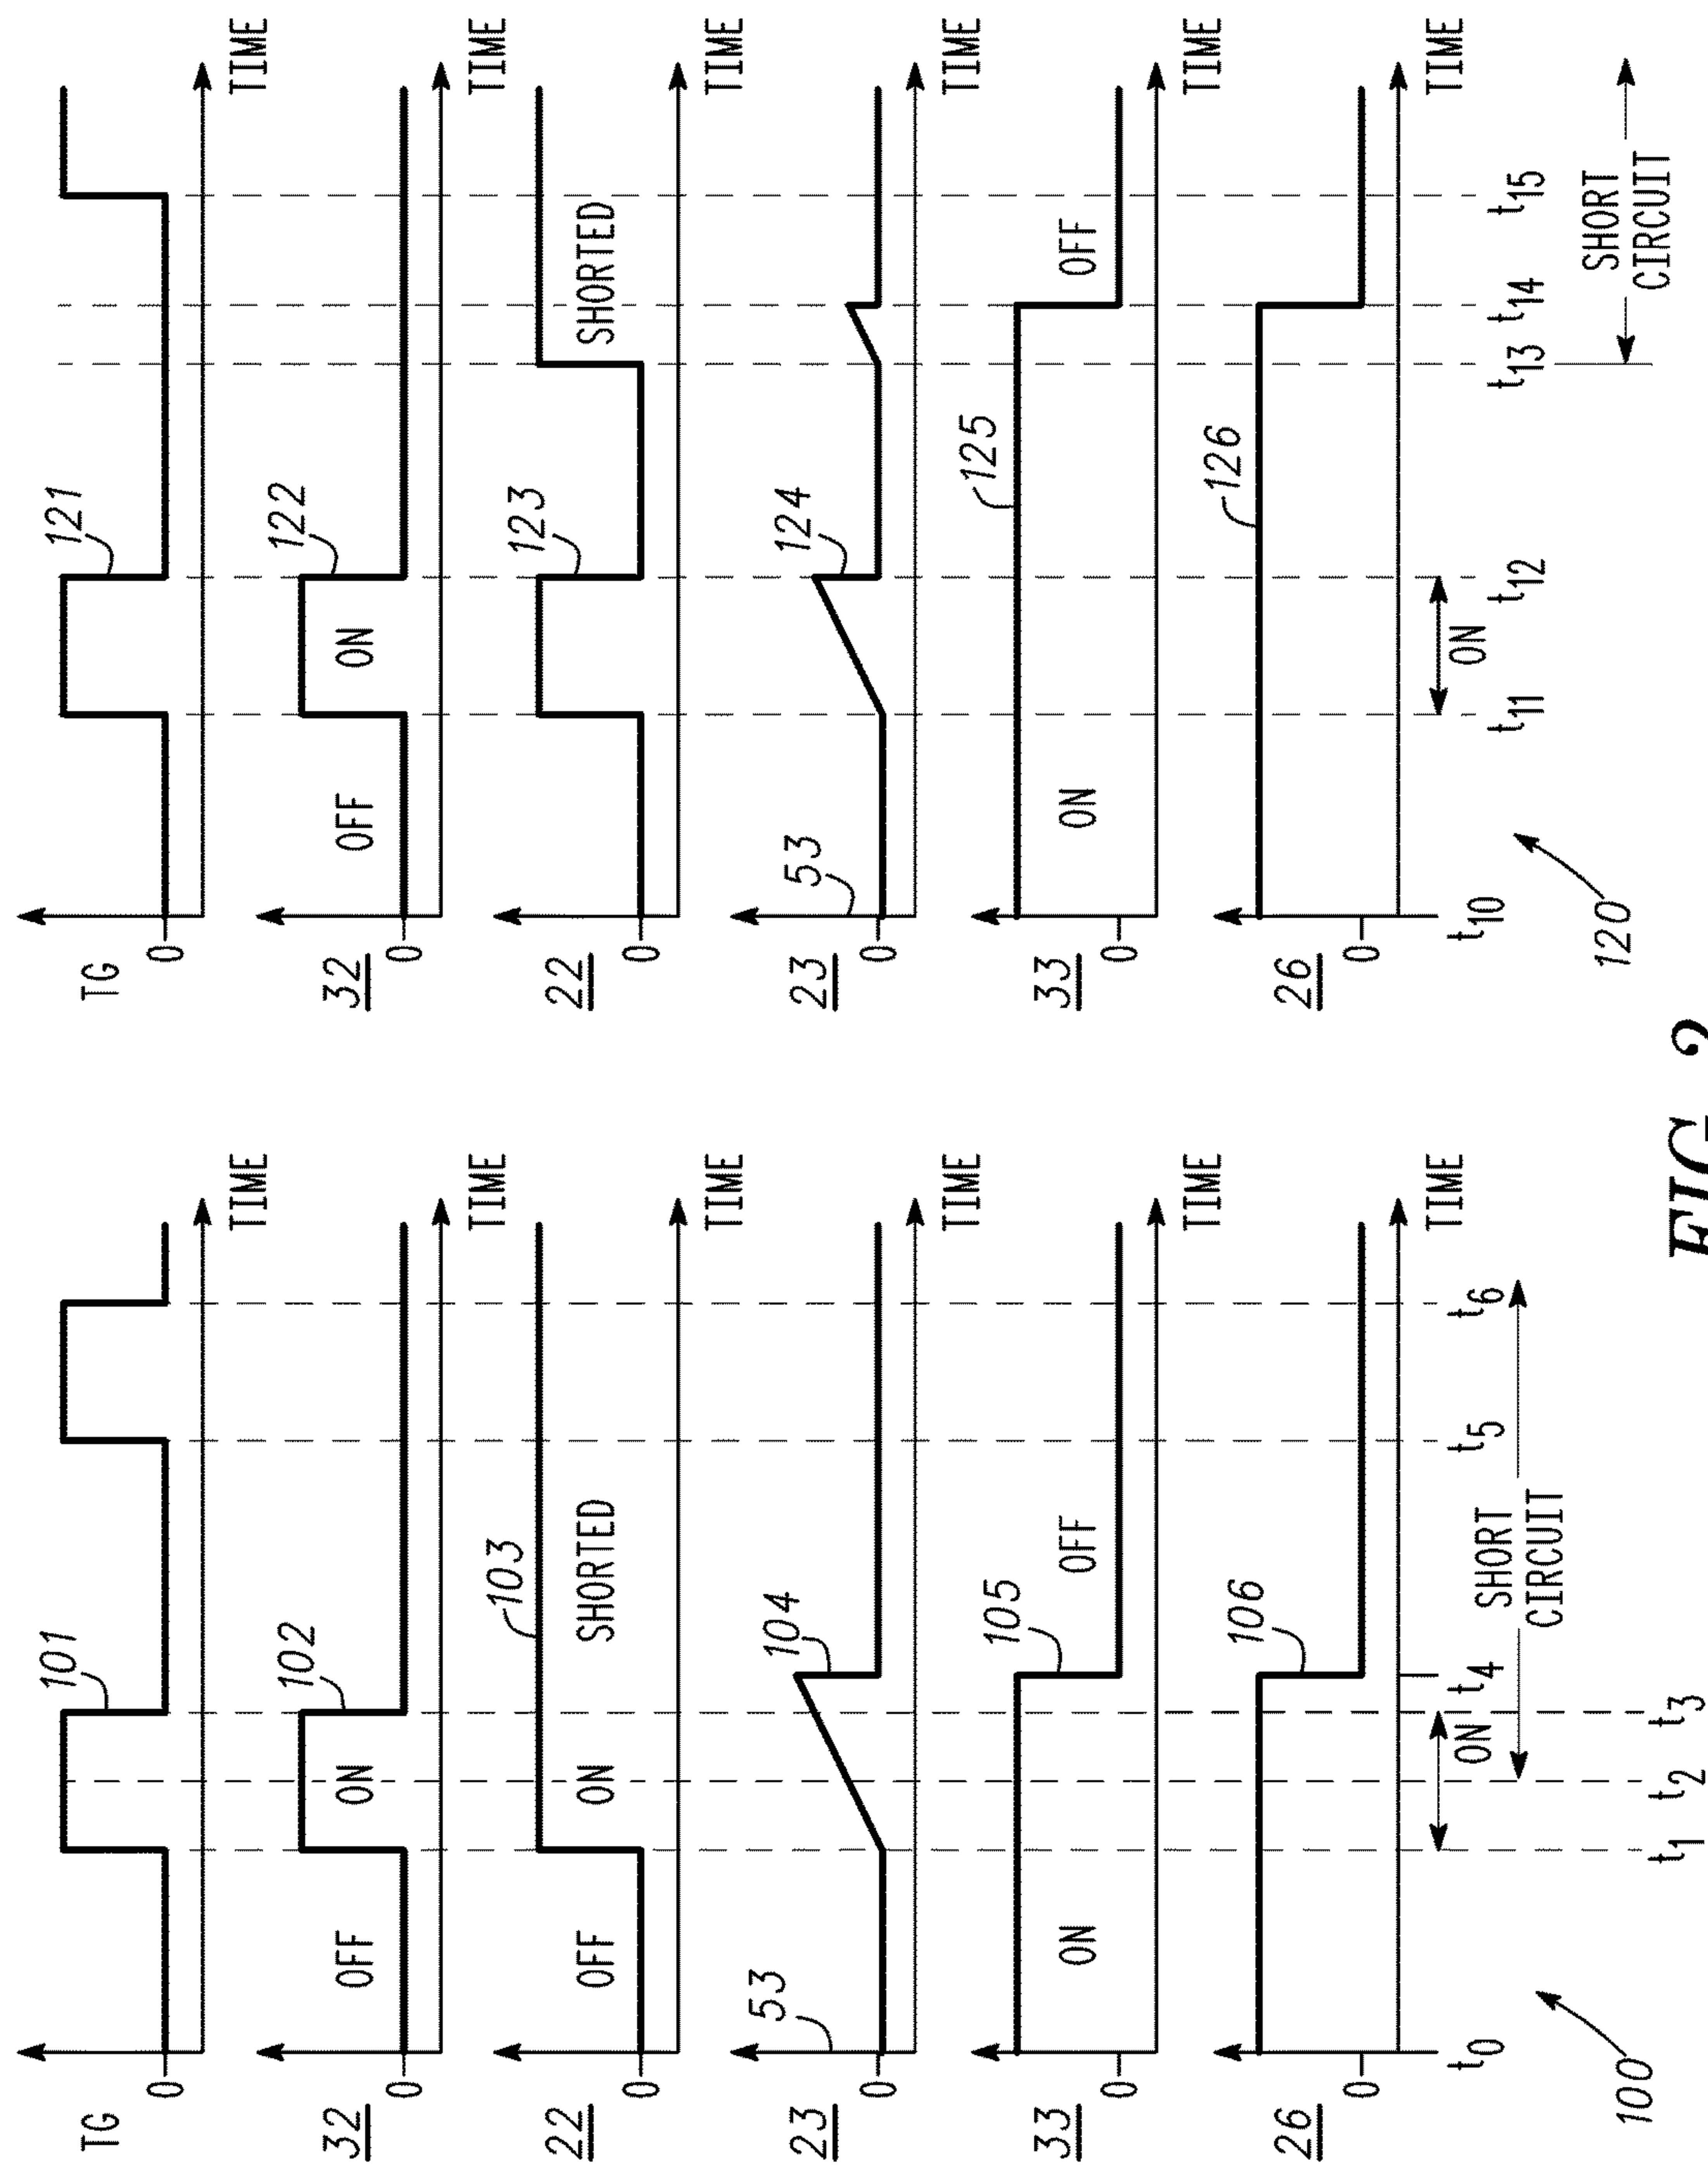 TG
0
101
TIME
32
0
OFF
ON
102
TIME
22
0
OFF
ON
SHORTED
103
TIME
23
0
53
104
TIME
33
0
ON
105
OFF
TIME
26
0
106
TIME
ON
t0
t1
t2
t3
t4
t5
t6
SHORT
CIRCUIT
100
TG
0
121
TIME
32
0
OFF
ON
122
TIME
22
0
123
SHORTED
TIME
23
0
53
124
TIME
33
0
ON
125
OFF
TIME
26
0
126
TIME
ON
t10
t11
t12
t13
t14
t15
SHORT
CIRCUIT
120